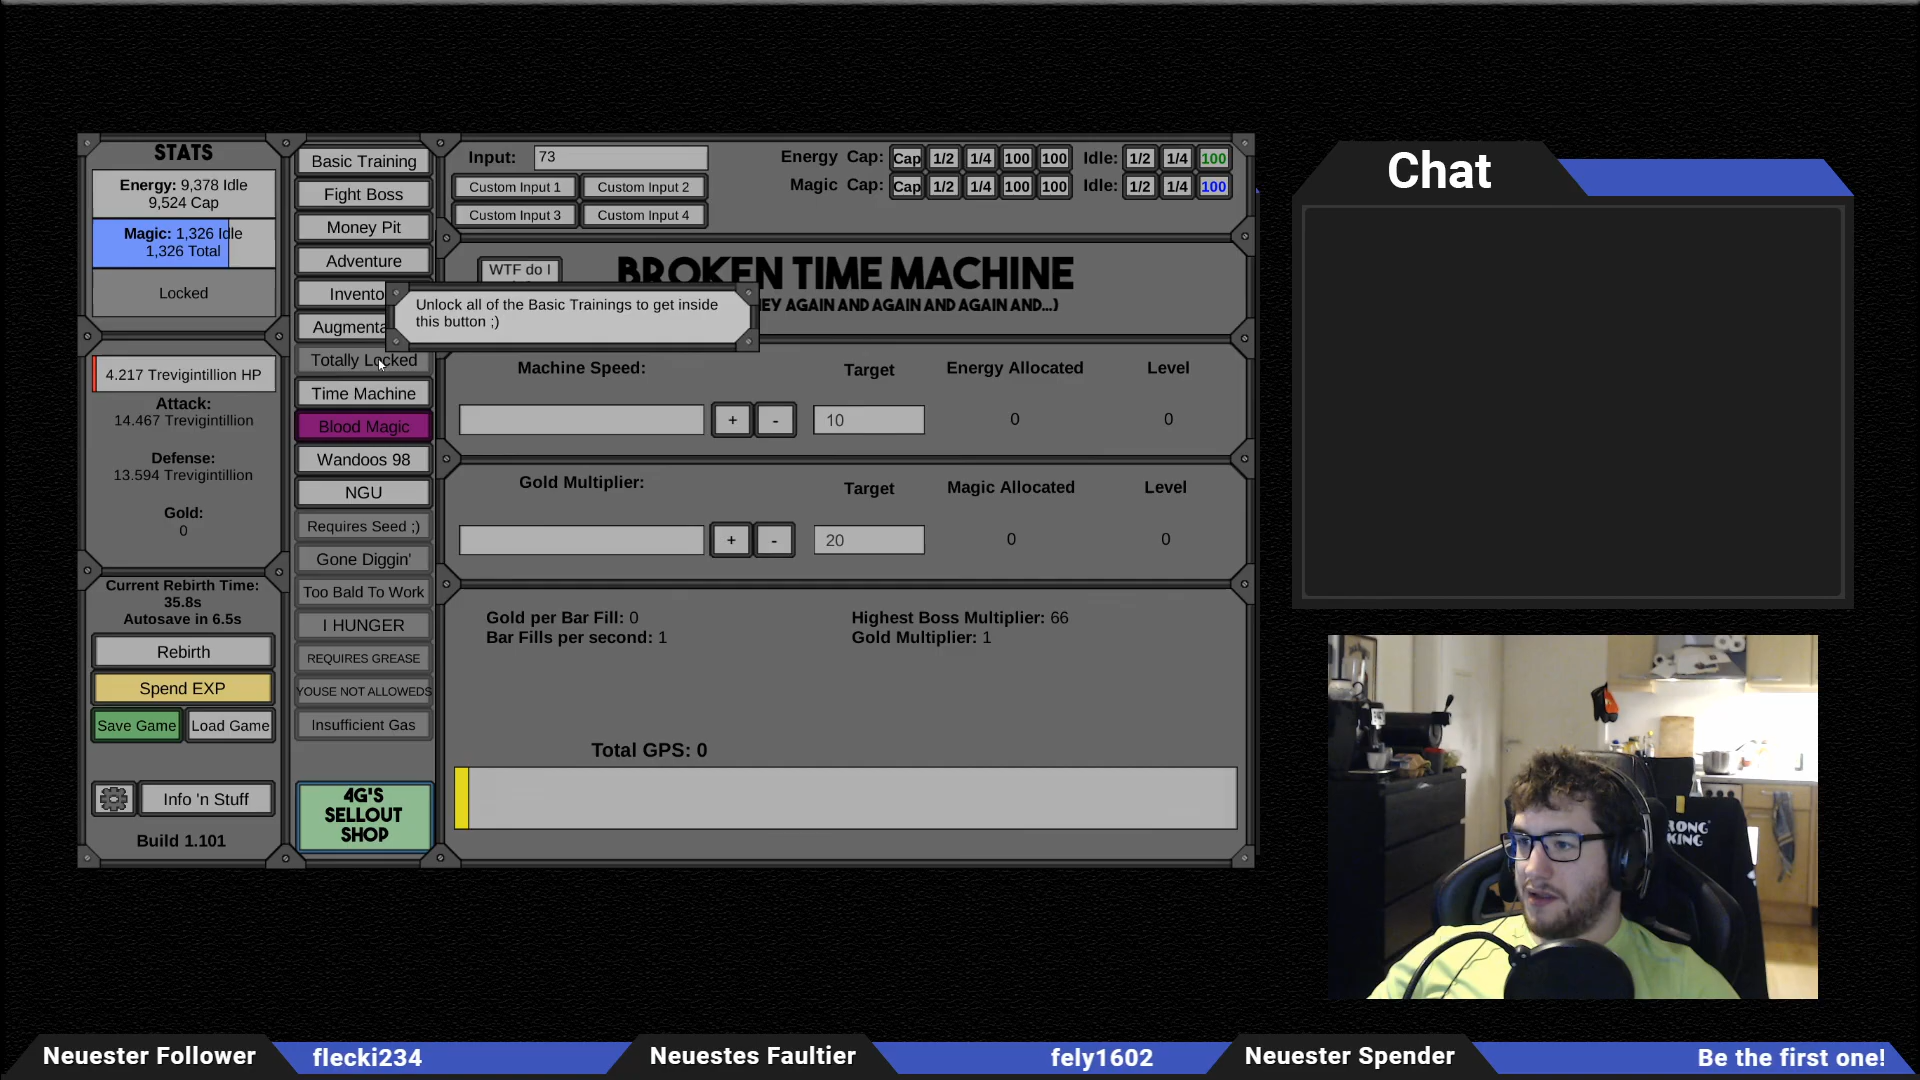 STATS
Energy: 9,378 Idle
9,524 Cap
Magic: 1,326 Idle
1,326 Total
Locked
4.217 Trevigintillion HP
Attack:
14.467 Trevigintillion
Defense:
13.594 Trevigintillion
Gold:
0
Current Rebirth Time:
35.8s
Autosave in 6.5s
Rebirth
Spend EXP
Save Game
Load Game
Info 'n Stuff
Build 1.101
Basic Training
Fight Boss
Money Pit
Adventure
Invento
Augmenta
Totally Locked
Time Machine
Blood Magic
Wandoos 98
NGU
Requires Seed ;)
Gone Diggin'
Too Bald To Work
I HUNGER
REQUIRES GREASE
YOUSE NOT ALLOWEDS
Insufficient Gas
4G'S
SELLOUT
SHOP
Input: 73
Custom Input 1
Custom Input 2
Custom Input 3
Custom Input 4
Energy Cap: Cap 1/2 1/4 100 100 Idle: 1/2 1/4 100
Magic Cap: Cap 1/2 1/4 100 100 Idle: 1/2 1/4 100
WTF do I
BROKEN TIME MACHINE
EY AGAIN AND AGAIN AND AGAIN AND...)
Unlock all of the Basic Trainings to get inside
this button ;)
Machine Speed: Target Energy Allocated Level
+ - 10 0 0
Gold Multiplier: Target Magic Allocated Level
+ - 20 0 0
Gold per Bar Fill: 0
Bar Fills per second: 1
Highest Boss Multiplier: 66
Gold Multiplier: 1
Total GPS: 0
Chat
RONG
KING
Neuester Follower
flecki234
Neuestes Faultier
fely1602
Neuester Spender
Be the first one!